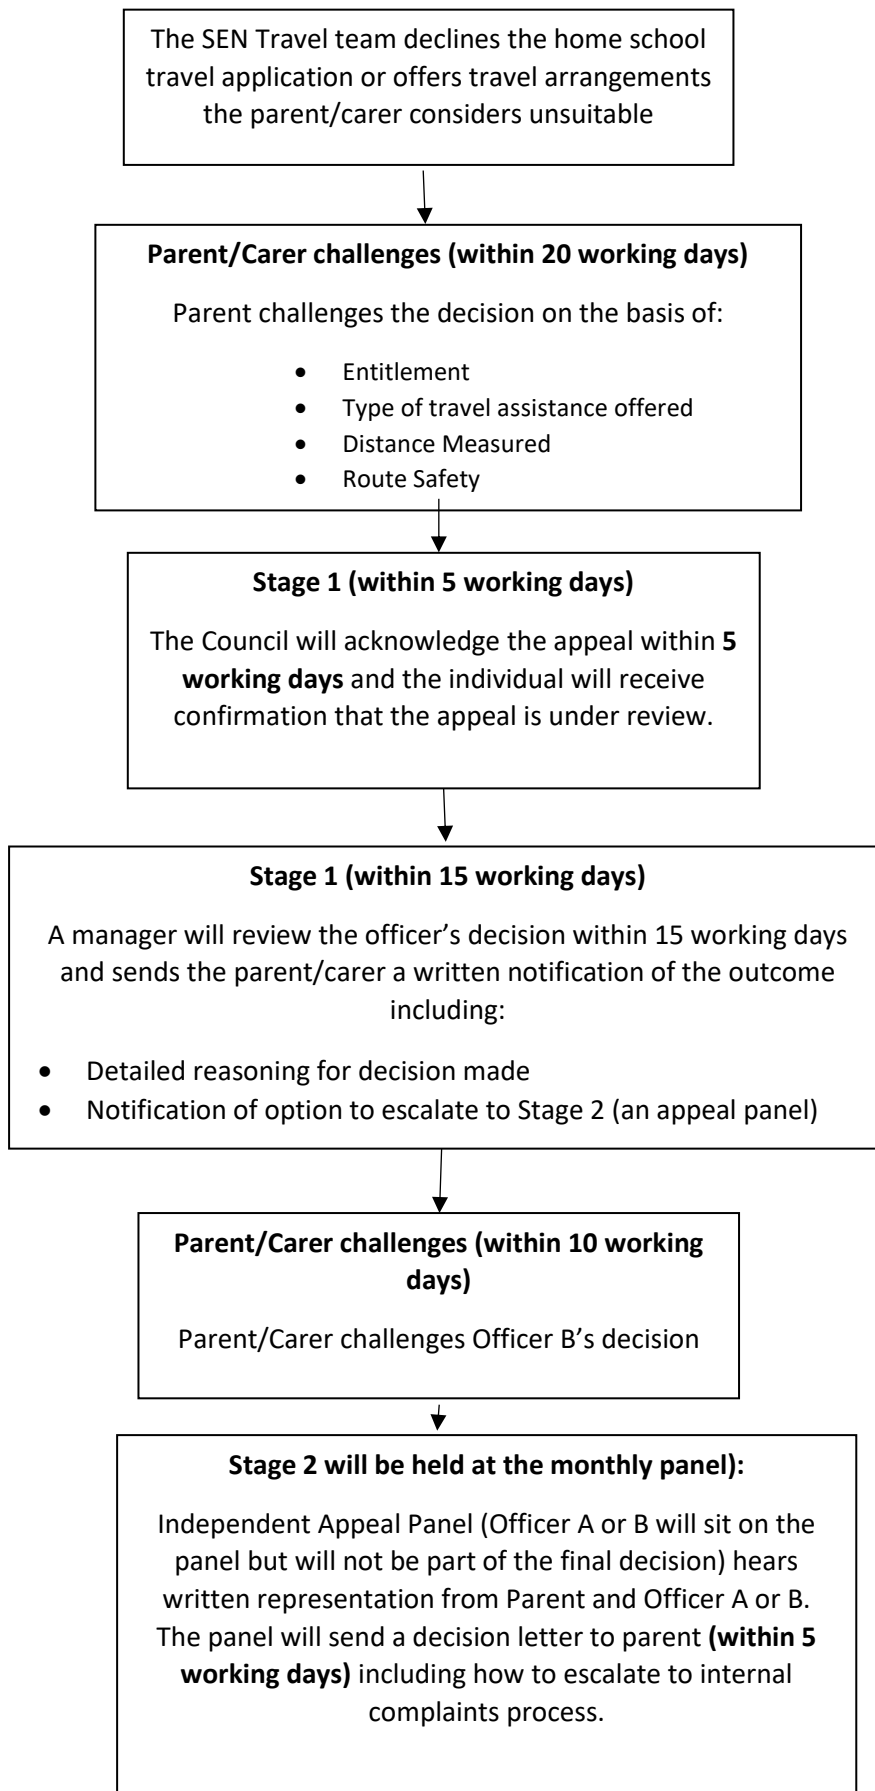 The SEN Travel team declines the home school
travel application or offers travel arrangements
the parent/carer considers unsuitable
Parent/Carer challenges (within 20 working days)
Parent challenges the decision on the basis of:
• Entitlement
• Type of travel assistance offered
• Distance Measured
• Route Safety
Stage 1 (within 5 working days)
The Council will acknowledge the appeal within 5
working days and the individual will receive
confirmation that the appeal is under review.
Stage 1 (within 15 working days)
A manager will review the officer’s decision within 15 working days
and sends the parent/carer a written notification of the outcome
including:
• Detailed reasoning for decision made
• Notification of option to escalate to Stage 2 (an appeal panel)
Parent/Carer challenges (within 10 working
days)
Parent/Carer challenges Officer B’s decision
Stage 2 will be held at the monthly panel):
Independent Appeal Panel (Officer A or B will sit on the
panel but will not be part of the final decision) hears
written representation from Parent and Officer A or B.
The panel will send a decision letter to parent (within 5
working days) including how to escalate to internal
complaints process.